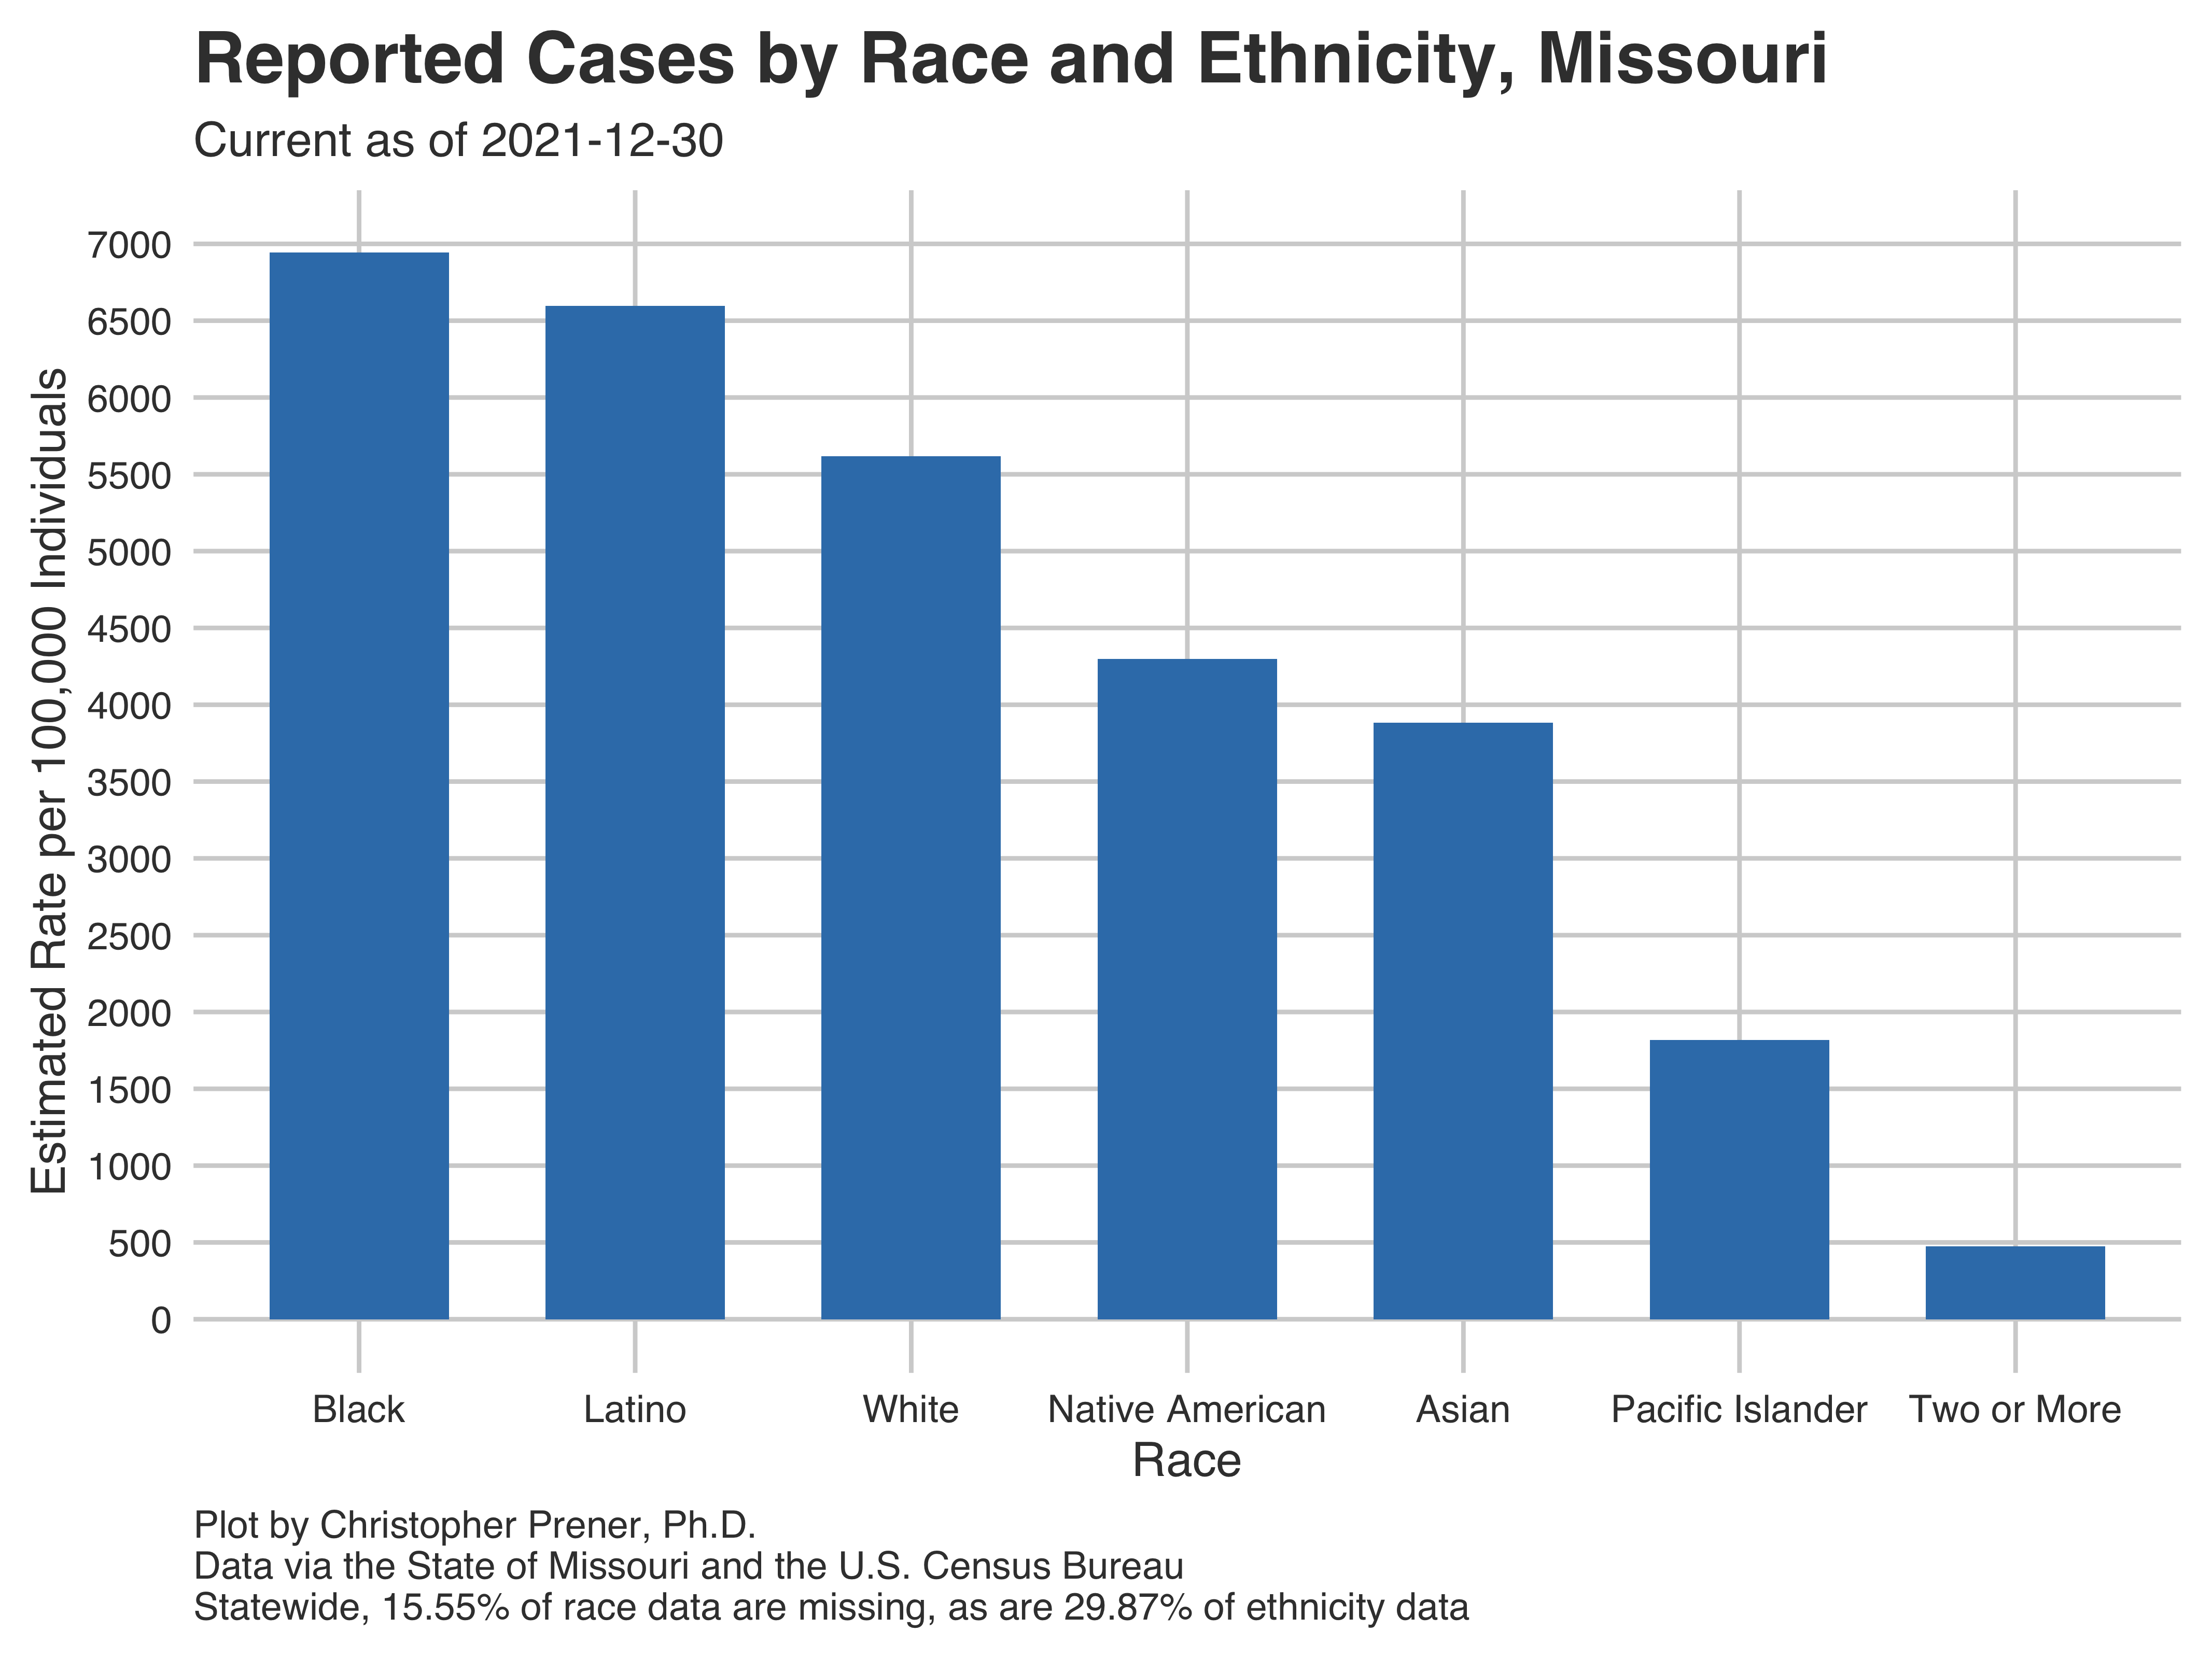 Reported Cases by Race and Ethnicity, Missouri
Current as of 2021-12-30
Estimated Rate per 100,000 Individuals
7000
6500
6000
5500
5000
4500
4000
3500
3000
2500
2000
1500
1000
500
0
Black Latino White Native American Asian Pacific Islander Two or More
Race
Plot by Christopher Prener, Ph.D.
Data via the State of Missouri and the U.S. Census Bureau
Statewide, 15.55% of race data are missing, as are 29.87% of ethnicity data